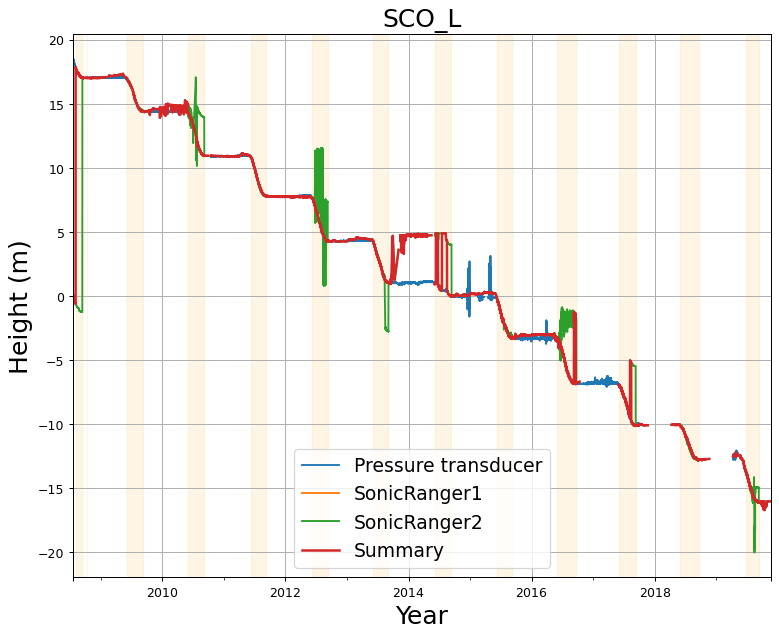 SCO_L
20
15
10
5
0
−5
−10
−15
−20
Height (m)
Pressure transducer
SonicRanger1
SonicRanger2
Summary
2010 2012 2014 2016 2018
Year